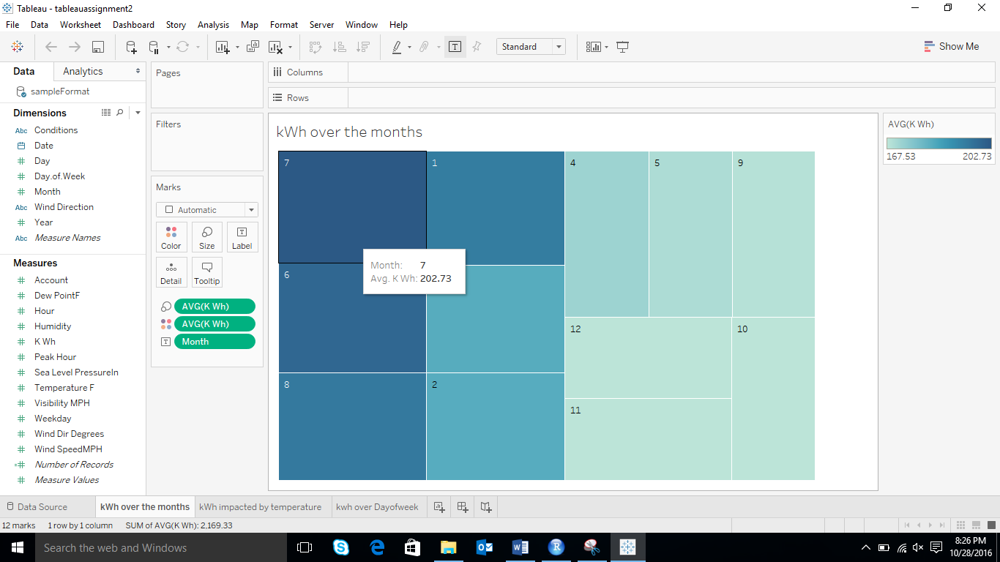 Tableau - tableauassignment2
File Data Worksheet Dashboard Story Analysis Map Format Server Window Help
Standard
Show Me
Data Analytics
sampleFormat
Dimensions
Abc Conditions
Date
Day
Day.of.Week
Month
Abc Wind Direction
Year
Abc Measure Names
Measures
Account
Dew PointF
Hour
Humidity
K Wh
Peak Hour
Sea Level PressureIn
Temperature F
Visibility MPH
Weekday
Wind Dir Degrees
Wind SpeedMPH
Number of Records
Measure Values
Pages
Filters
Marks
Automatic
Color Size Label
Detail Tooltip
AVG(K Wh)
AVG(K Wh)
Month
Columns
Rows
kWh over the months
7 1 4 5 9
Month: 7
Avg. K Wh: 202.73
6
12 10
8 2
11
AVG(K Wh)
167.53 202.73
Data Source kWh over the months kWh impacted by temperature kwh over Dayofweek
12 marks 1 row by 1 column SUM of AVG(K Wh): 2,169.33
Search the web and Windows
8:26 PM
10/28/2016